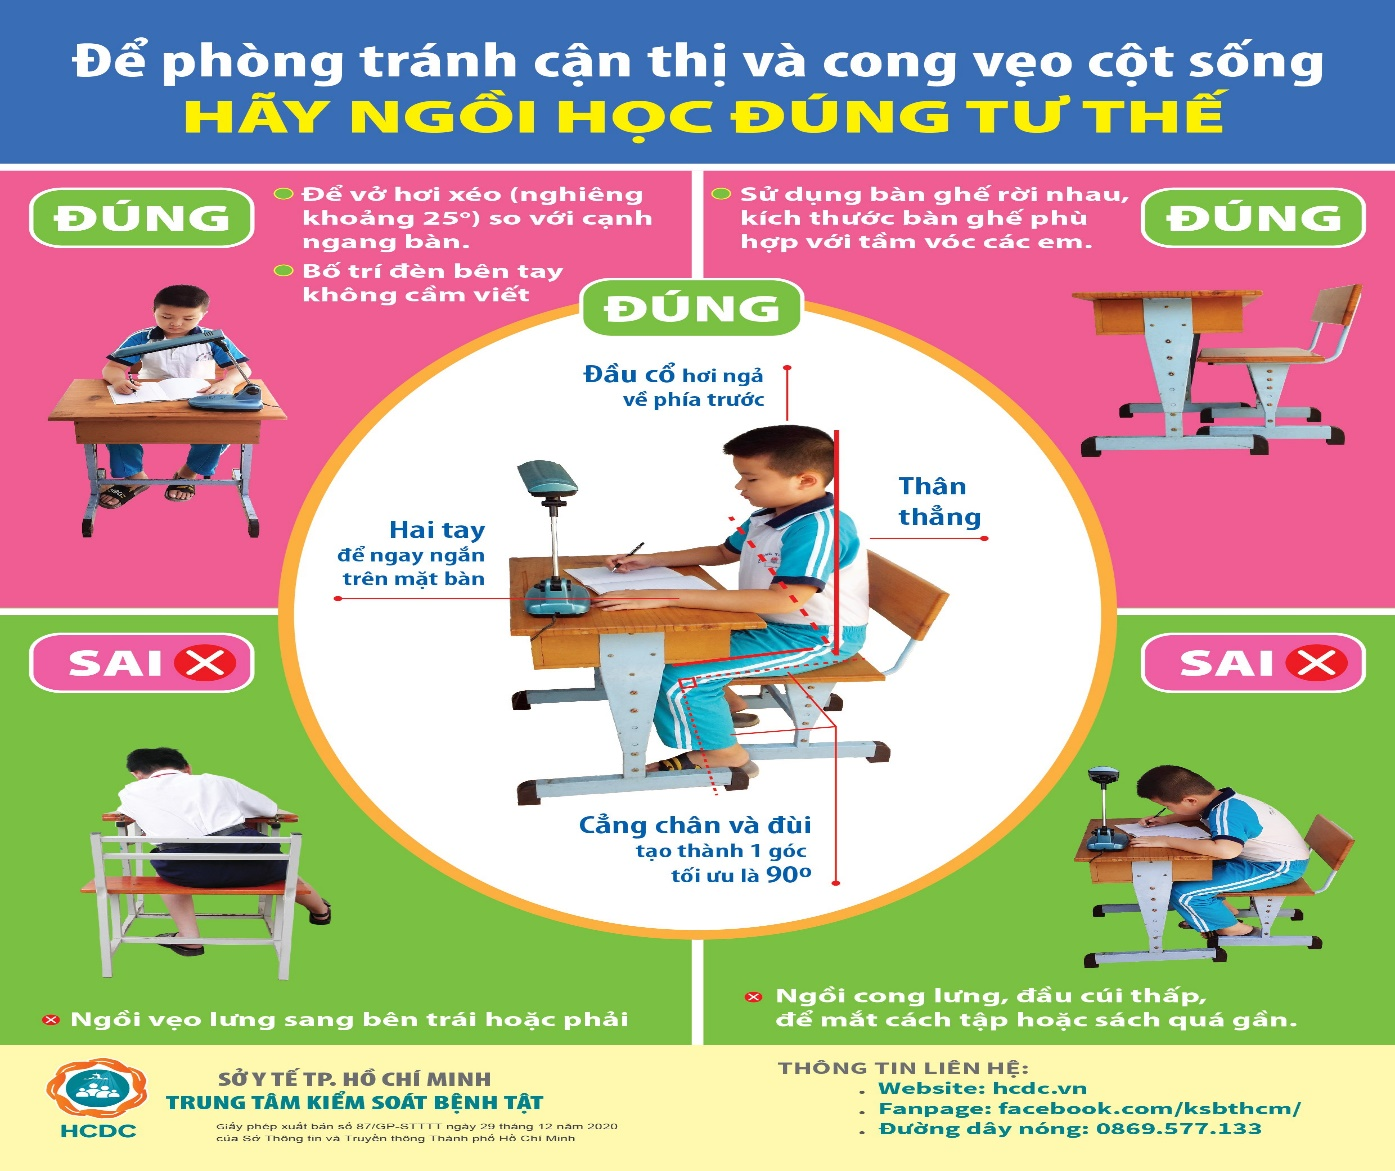 Để phòng tránh cận thị và cong vẹo cột sống
HÃY NGỒI HỌC ĐÚNG TƯ THẾ
ĐÚNG
Để vở hơi xéo (nghiêng
khoảng 25º) so với cạnh
ngang bàn.
Bố trí đèn bên tay
không cầm viết
Sử dụng bàn ghế rời nhau,
kích thước bàn ghế phù
hợp với tầm vóc các em.
ĐÚNG
ĐÚNG
Đầu cổ hơi ngả
về phía trước
Thân
thẳng
Hai tay
để ngay ngắn
trên mặt bàn
Cẳng chân và đùi
tạo thành 1 góc
tối ưu là 90º
SAI
SAI
Ngồi vẹo lưng sang bên trái hoặc phải
Ngồi cong lưng, đầu cúi thấp,
để mắt cách tập hoặc sách quá gần.
HCDC
SỞ Y TẾ TP. HỒ CHÍ MINH
TRUNG TÂM KIỂM SOÁT BỆNH TẬT
Giấy phép xuất bản số 87/GP-STTTT ngày 29 tháng 12 năm 2020
của Sở Thông tin và Truyền thông Thành phố Hồ Chí Minh
THÔNG TIN LIÊN HỆ:
. Website: hcdc.vn
. Fanpage: facebook.com/ksbthcm/
. Đường dây nóng: 0869.577.133